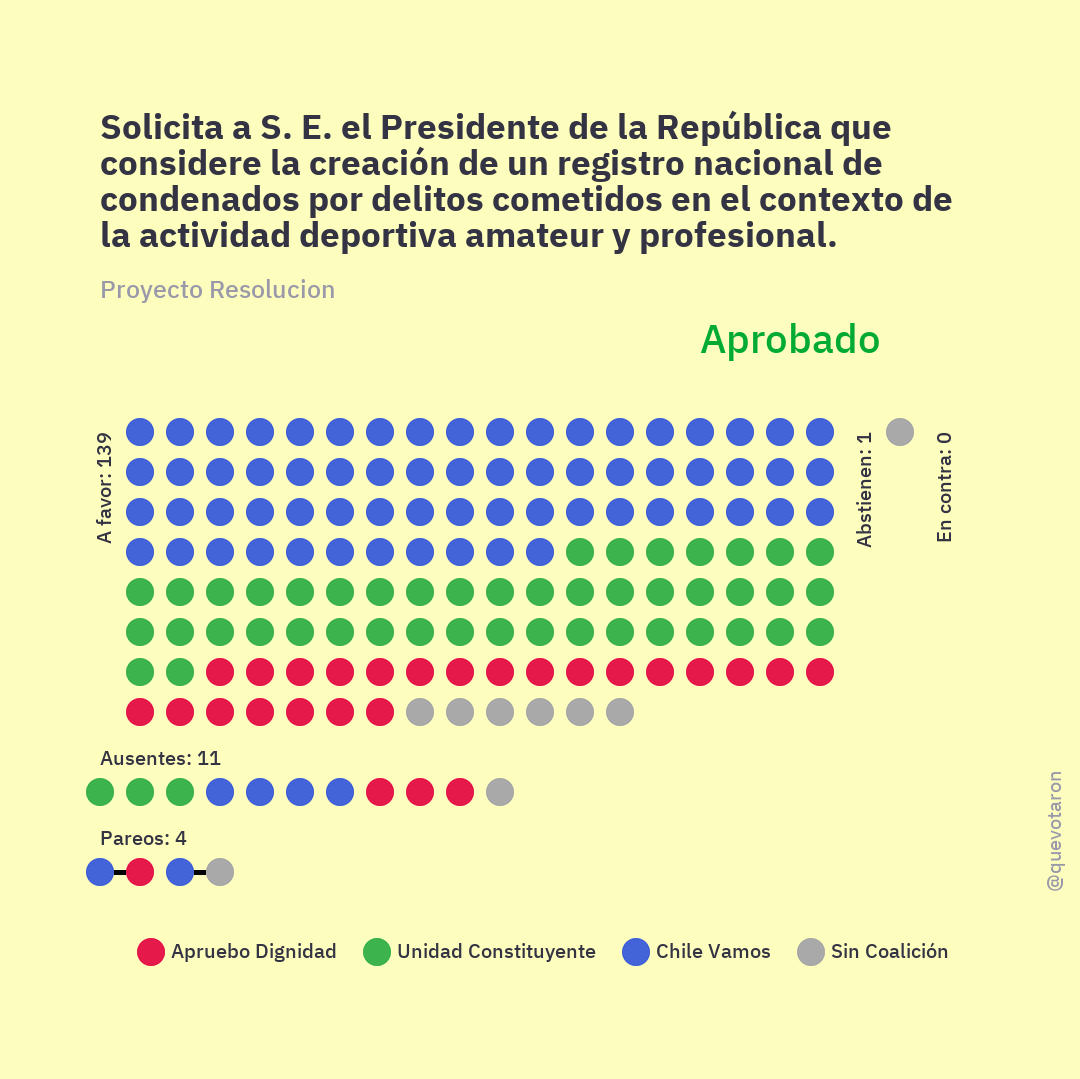 Solicita a S. E. el Presidente de la República que
considere la creación de un registro nacional de
condenados por delitos cometidos en el contexto de
la actividad deportiva amateur y profesional.
Proyecto Resolucion
Aprobado
A favor: 139
Abstienen: 1
En contra: 0
Ausentes: 11
Pareos: 4
@quevotaron
Apruebo Dignidad
Unidad Constituyente
Chile Vamos
Sin Coalición